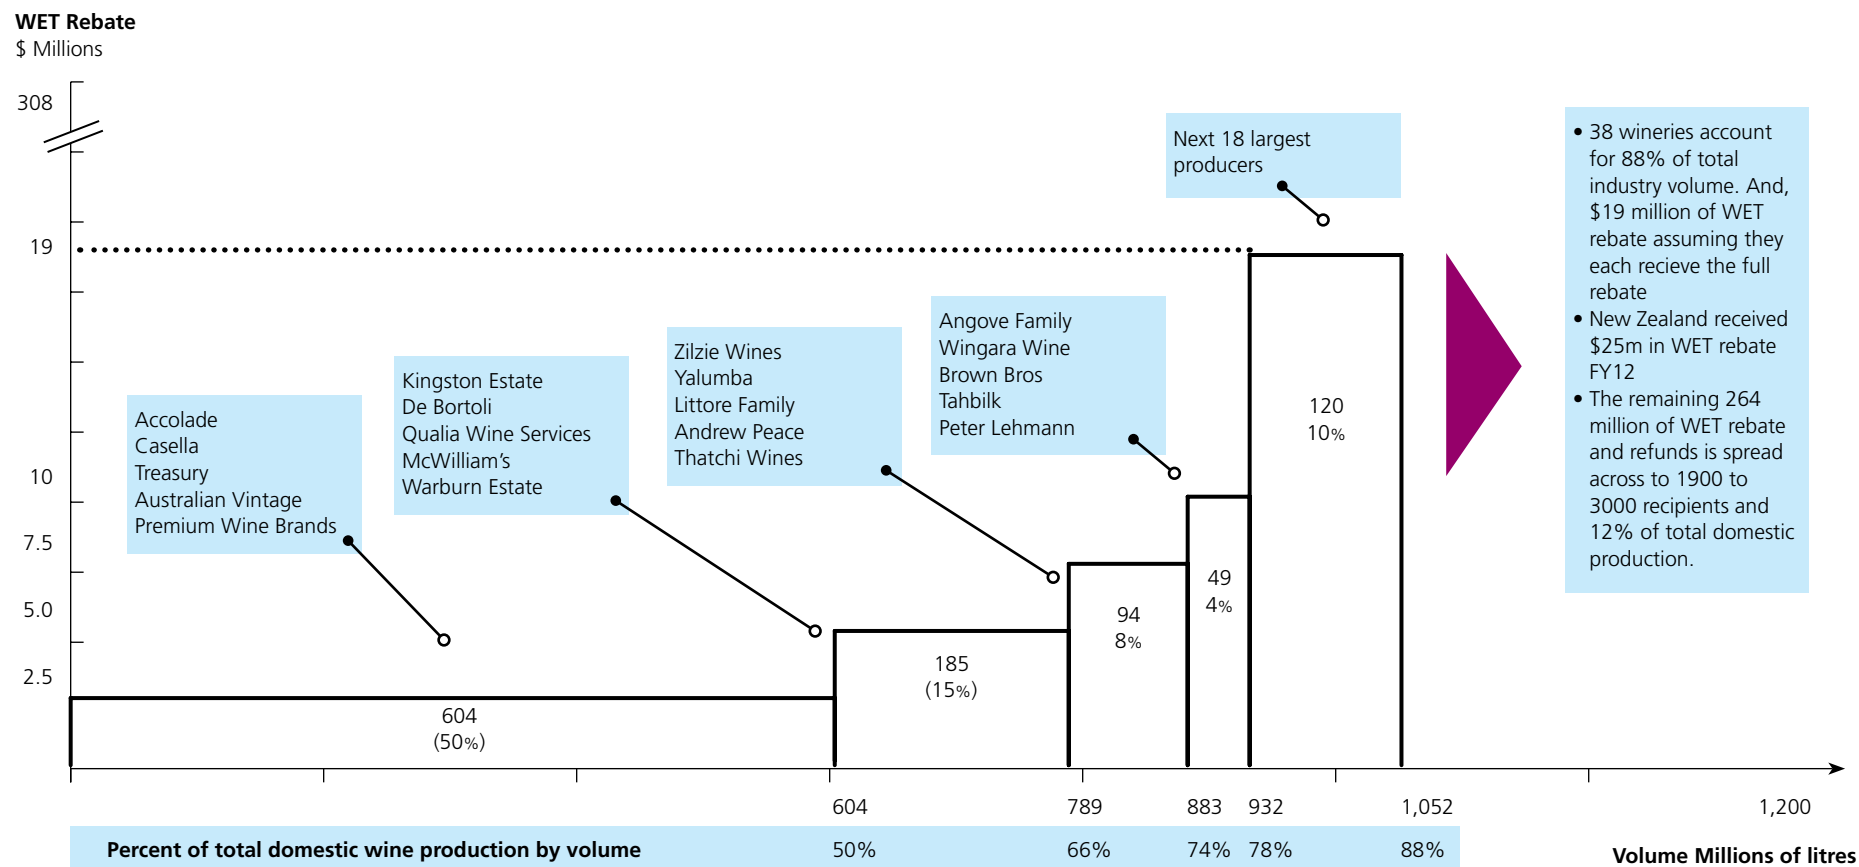 WET Rebate
$ Millions
308
19
10
7.5
5.0
2.5
Accolade
Casella
Treasury
Australian Vintage
Premium Wine Brands
Kingston Estate
De Bortoli
Qualia Wine Services
McWilliam's
Warburn Estate
Zilzie Wines
Yalumba
Littore Family
Andrew Peace
Thatchi Wines
Angove Family
Wingara Wine
Brown Bros
Tahbilk
Peter Lehmann
Next 18 largest
producers
604
(50%)
185
(15%)
94
8%
49
4%
120
10%
• 38 wineries account
for 88% of total
industry volume. And,
$19 million of WET
rebate assuming they
each recieve the full
rebate
• New Zealand received
$25m in WET rebate
FY12
• The remaining 264
million of WET rebate
and refunds is spread
across to 1900 to
3000 recipients and
12% of total domestic
production.
604 789 883 932 1,052 1,200
Percent of total domestic wine production by volume 50% 66% 74% 78% 88%
Volume Millions of litres